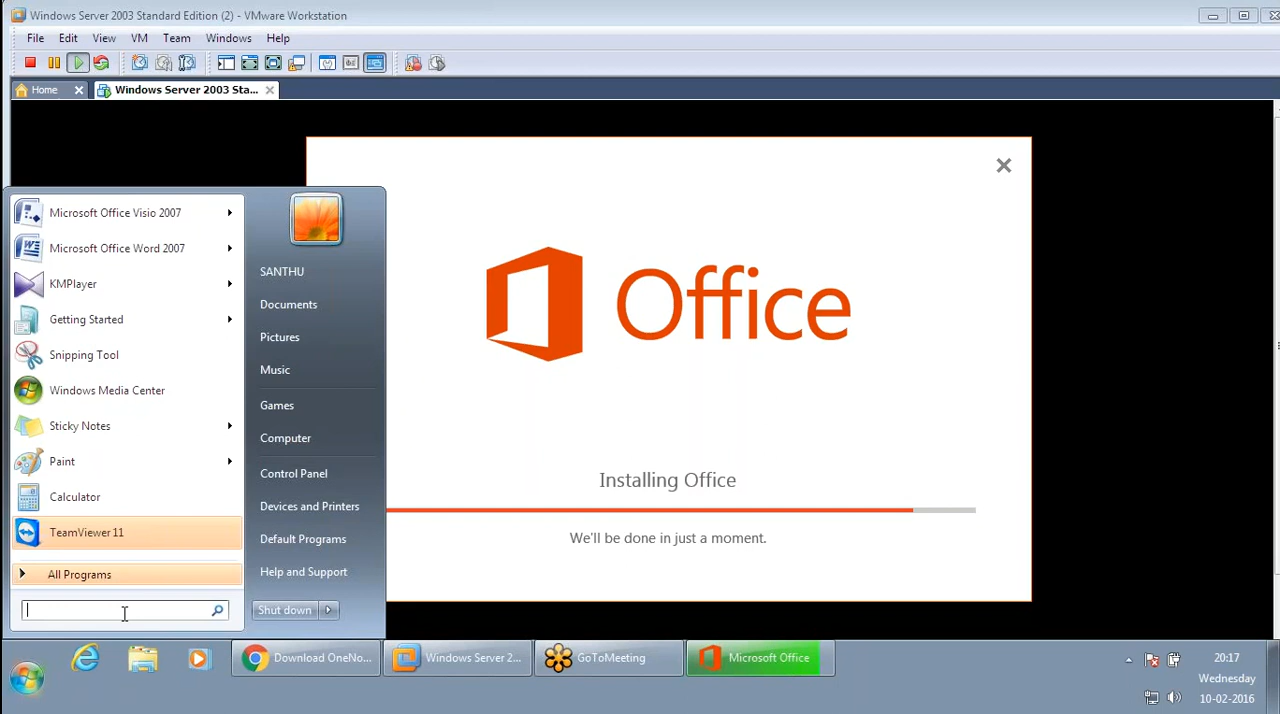 Windows Server 2003 Standard Edition (2) - VMware Workstation
File Edit View VM Team Windows Help
Home
Windows Server 2003 Sta...
Microsoft Office Visio 2007
Microsoft Office Word 2007
KMPlayer
Getting Started
Snipping Tool
Windows Media Center
Sticky Notes
Paint
Calculator
TeamViewer 11
All Programs
SANTHU
Documents
Pictures
Music
Games
Computer
Control Panel
Devices and Printers
Default Programs
Help and Support
Shut down
Office
Installing Office
We'll be done in just a moment.
Download OneNo...
Windows Server 2...
GoToMeeting
Microsoft Office
20:17
Wednesday
10-02-2016